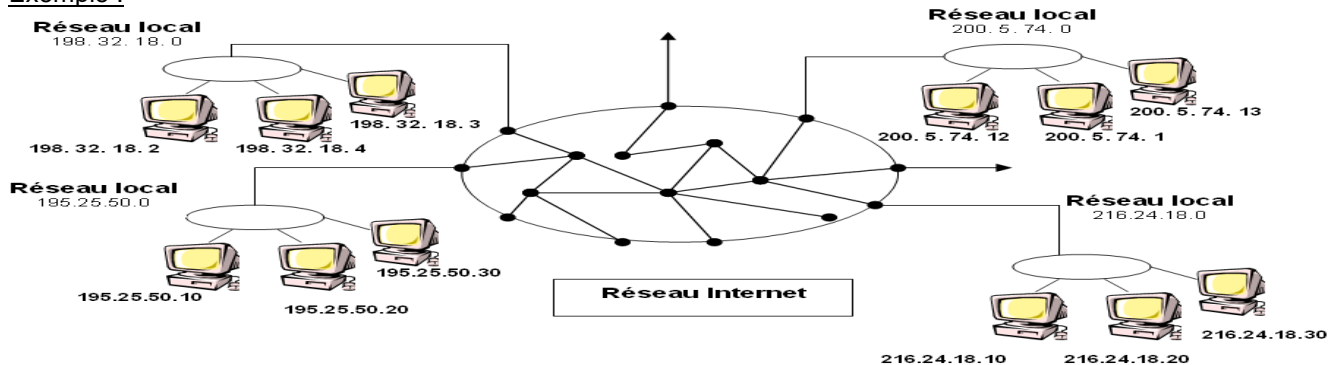 Exemple :
Réseau local
198. 32. 18. 0
198. 32. 18. 3
198. 32. 18. 2
198. 32. 18. 4
Réseau local
200. 5. 74. 0
200. 5. 74. 13
200. 5. 74. 12
200. 5. 74. 1
Réseau local
195.25.50.0
195.25.50.30
195.25.50.10
195.25.50.20
Réseau Internet
Réseau local
216.24.18.0
216.24.18.30
216.24.18.10
216.24.18.20